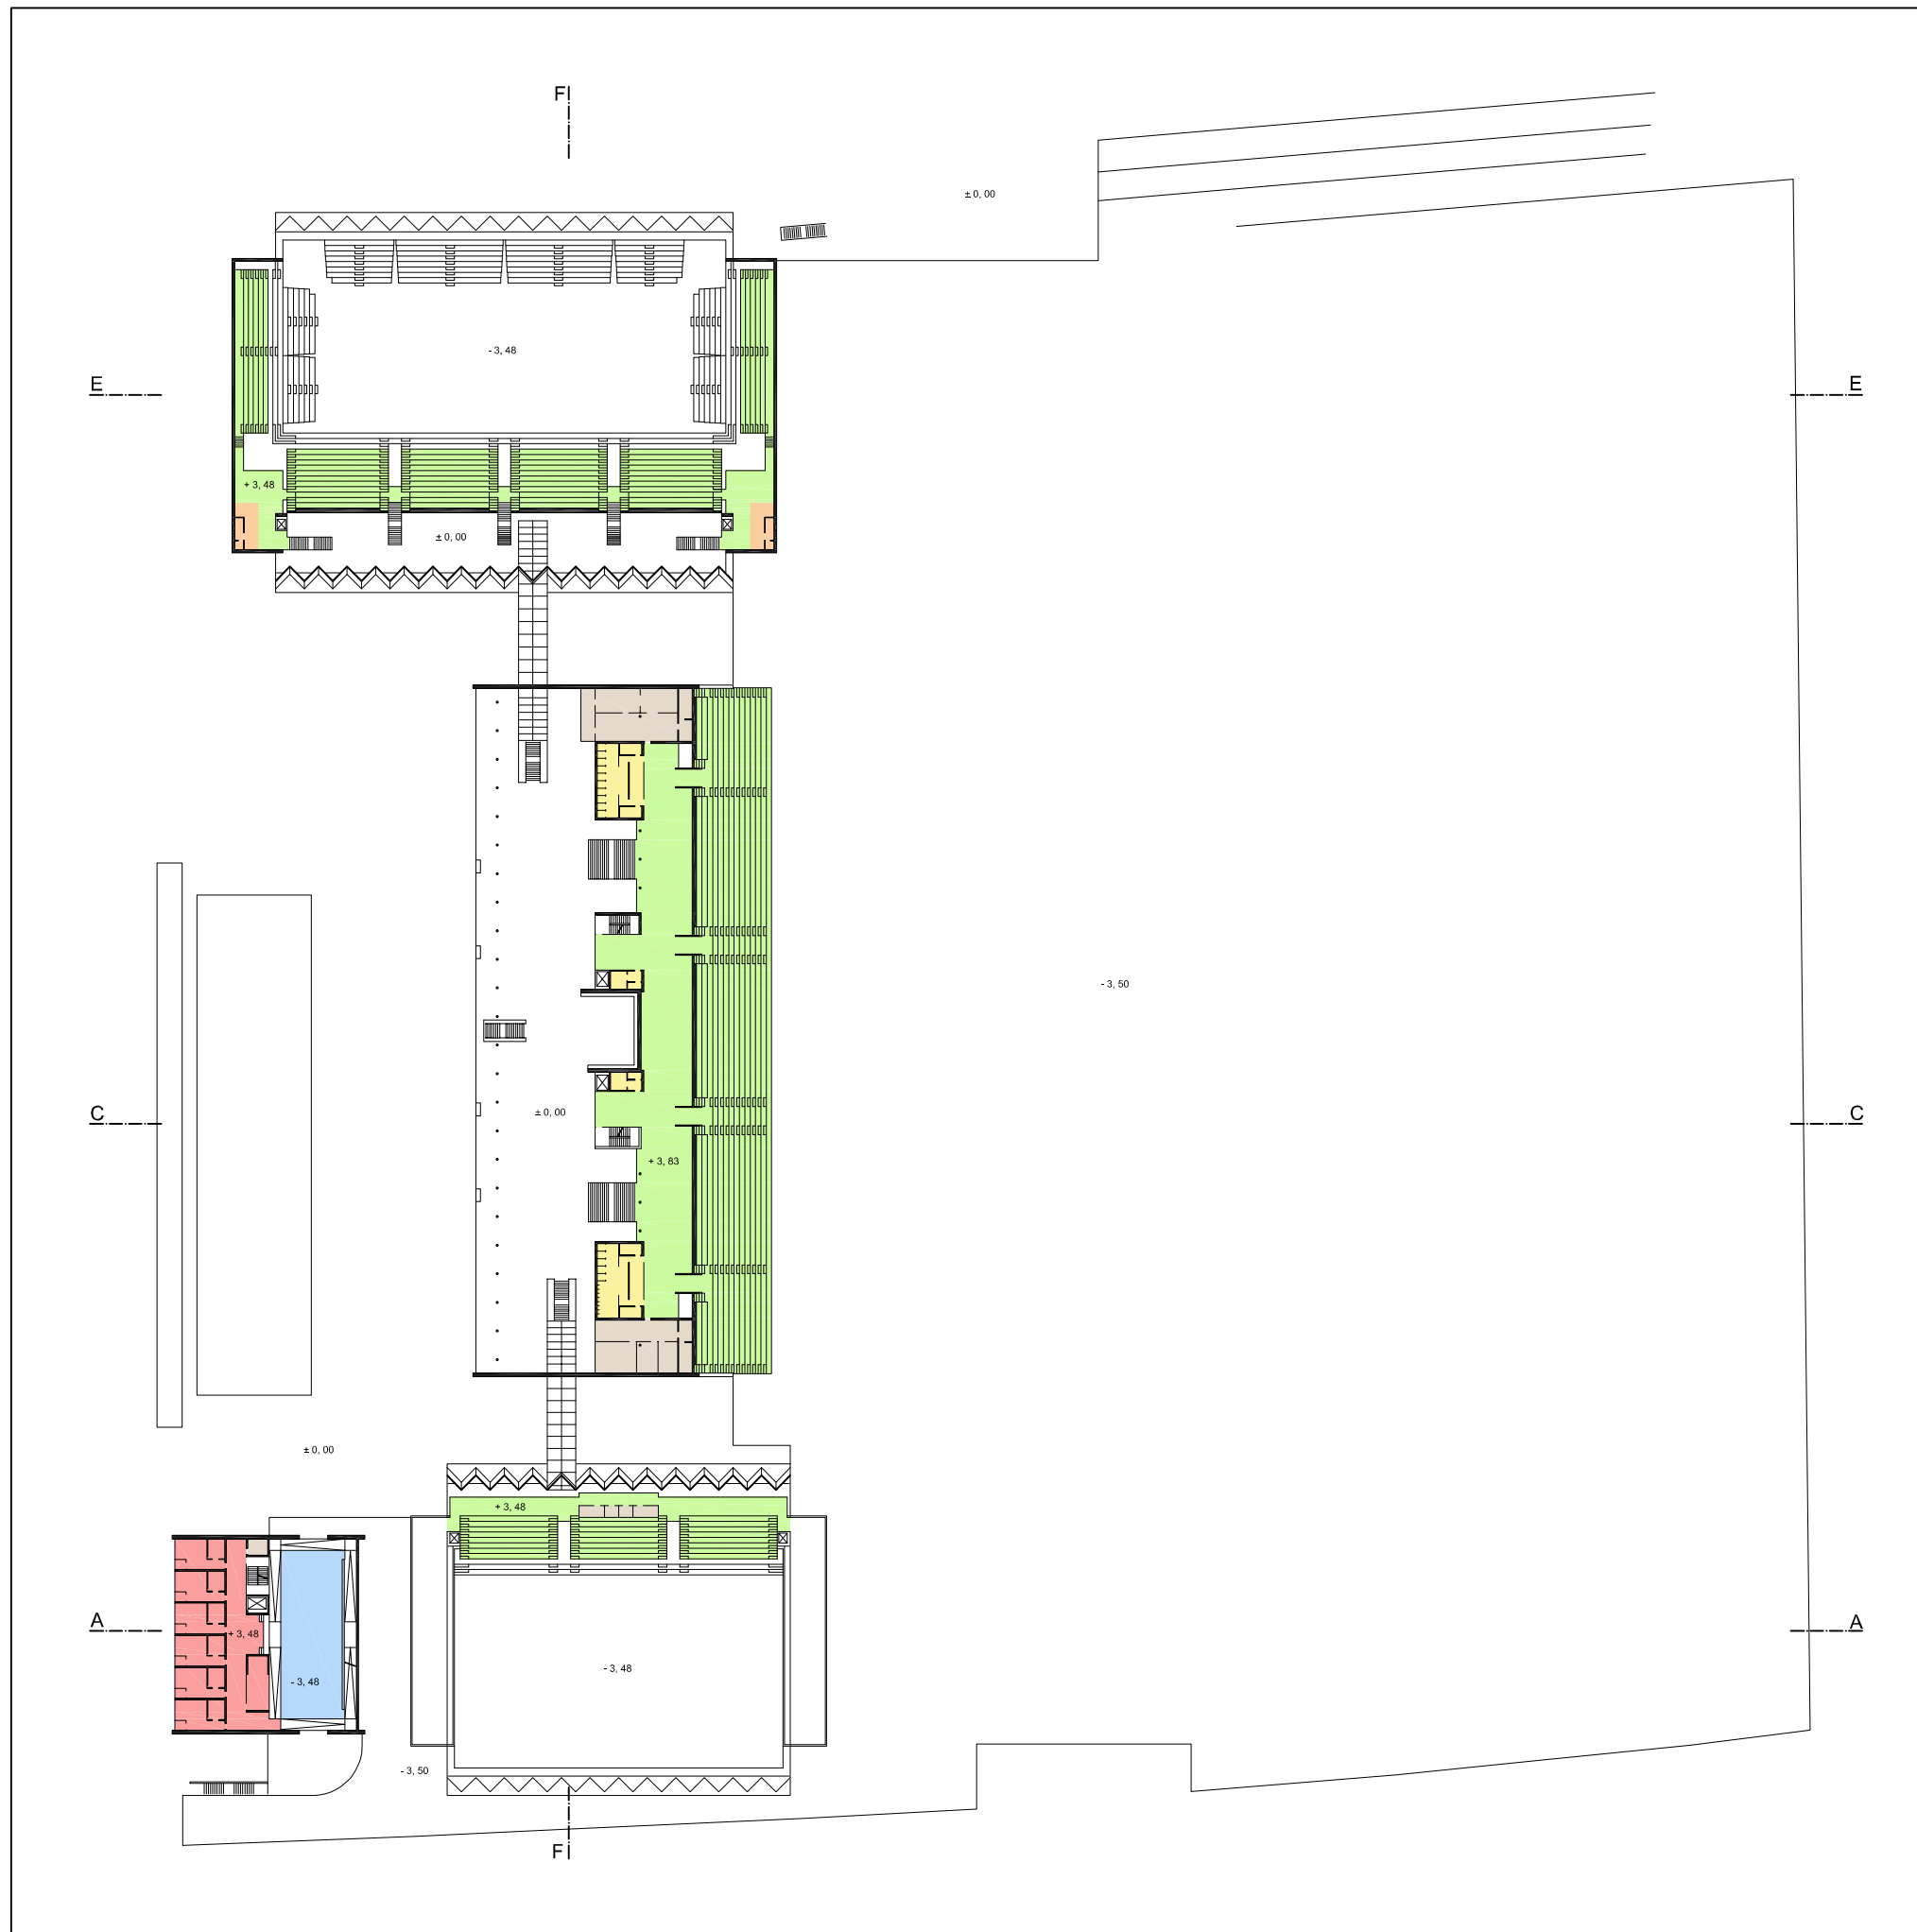 F
± 0, 00
- 3, 48
E
E
+ 3, 48
± 0, 00
- 3, 50
C
± 0, 00
C
+ 3, 83
± 0, 00
+ 3, 48
A
+ 3, 48
A
- 3, 48
- 3, 48
- 3, 50
F